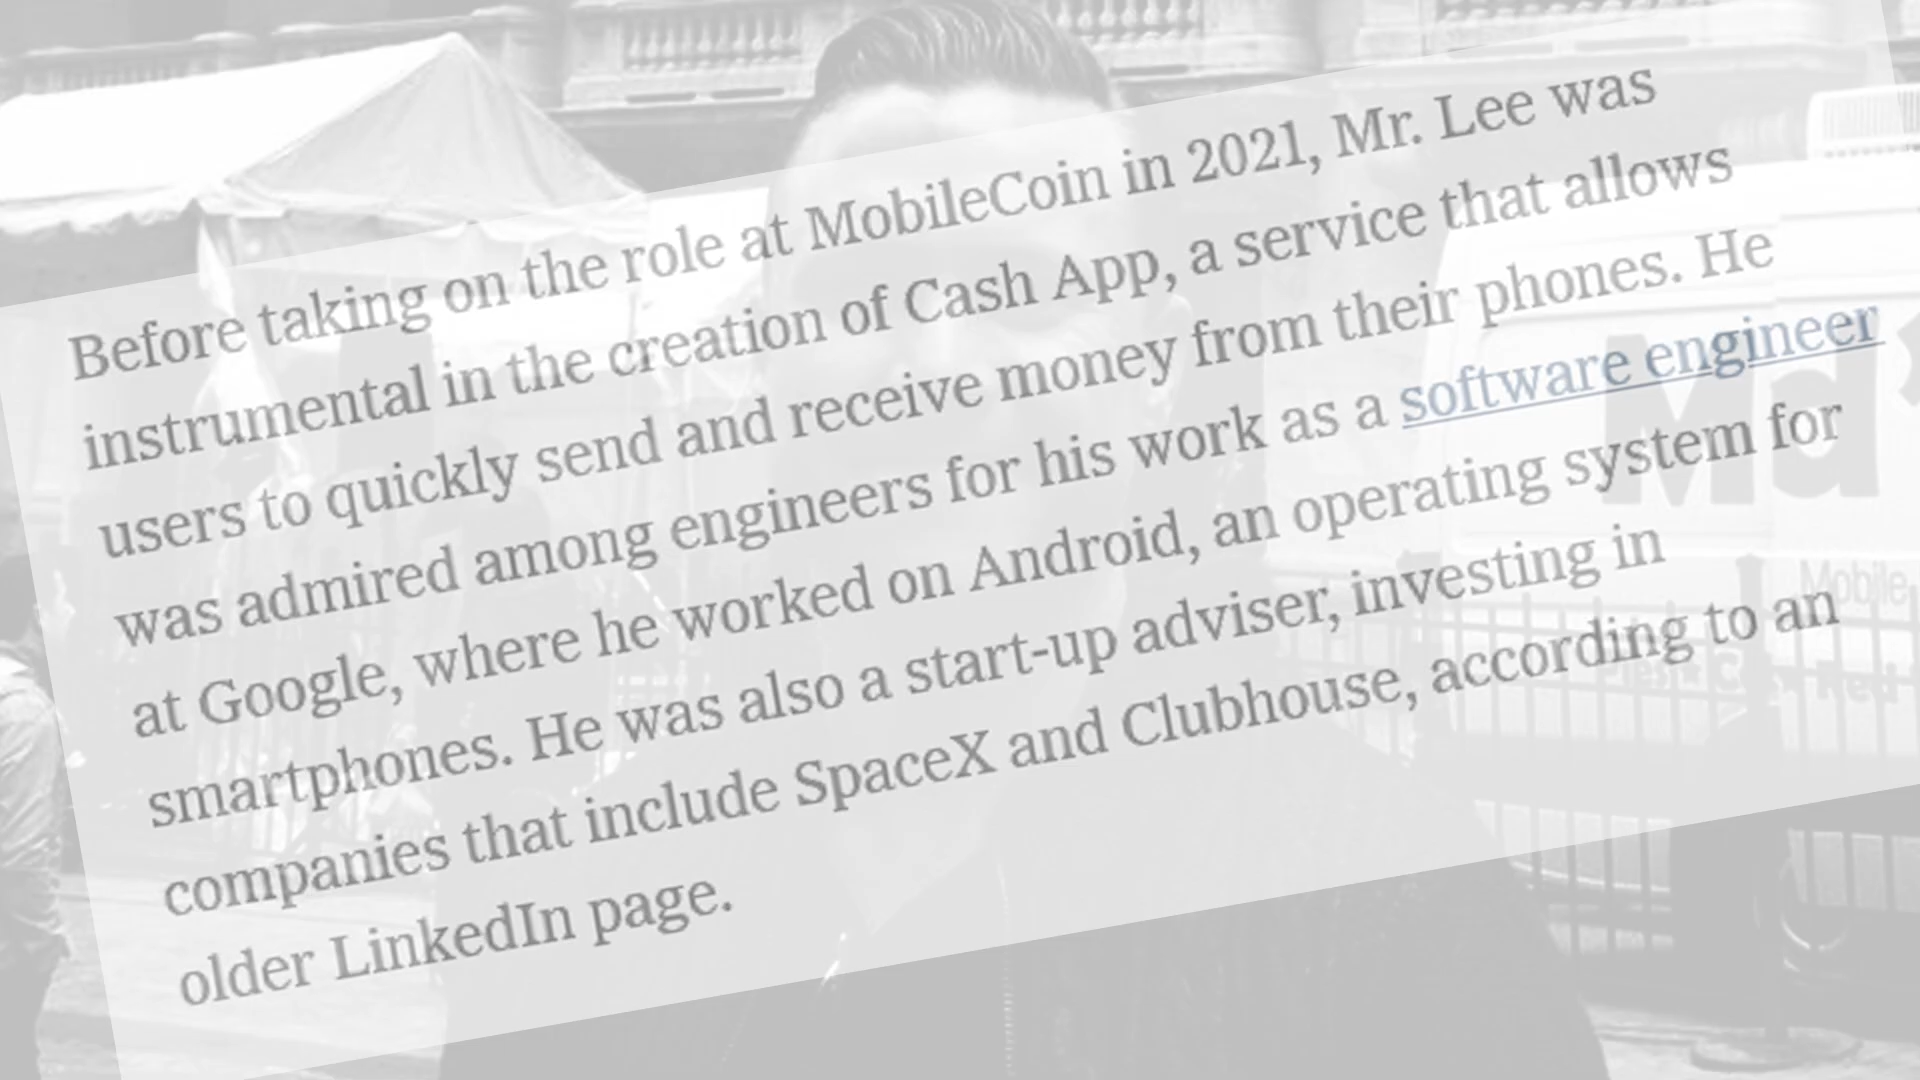 Before taking on the role at MobileCoin in 2021, Mr. Lee was
instrumental in the creation of Cash App, a service that allows
users to quickly send and receive money from their phones. He
was admired among engineers for his work as a software engineer
at Google, where he worked on Android, an operating system for
smartphones. He was also a start-up adviser, investing in
companies that include SpaceX and Clubhouse, according to an
older LinkedIn page.
Md
Mobile